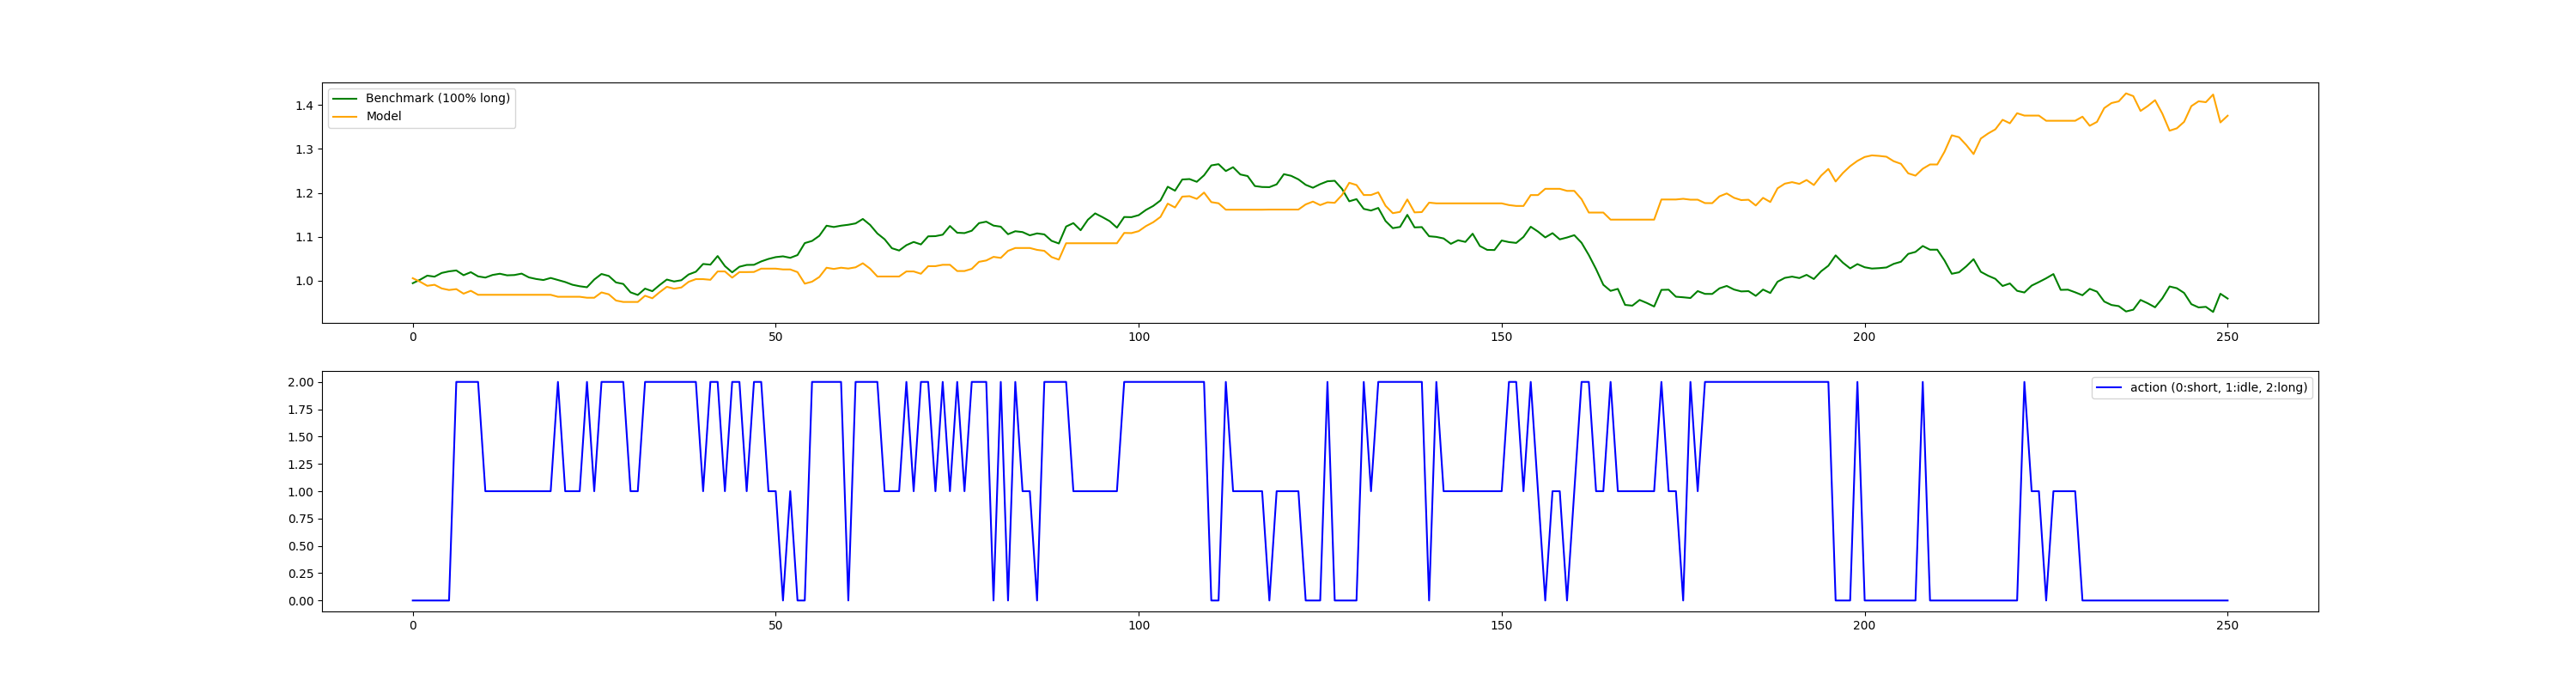 Benchmark (100% long)
Model
1.4
1.3
1.2
1.1
1.0
0 50 100 150 200 250
action (0:short, 1:idle, 2:long)
2.00
1.75
1.50
1.25
1.00
0.75
0.50
0.25
0.00
0 50 100 150 200 250